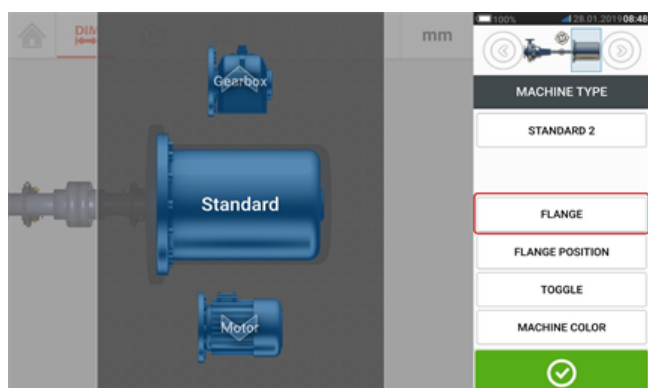 100% 28.01.2019 08:48
DIM
mm
Gearbox
Standard
Motor
MACHINE TYPE
STANDARD 2
FLANGE
FLANGE POSITION
TOGGLE
MACHINE COLOR